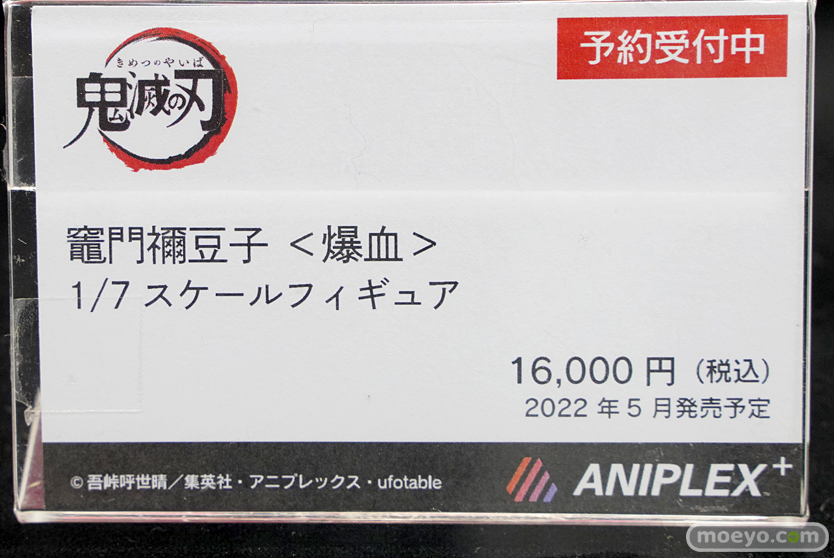 予約受付中
きめつのやいば
鬼滅の刃
竈門禰豆子 ＜爆血＞
1/7 スケールフィギュア
16,000 円（税込）
2022 年 5 月発売予定
© 吾峠呼世晴／集英社・アニプレックス・ufotable
ANIPLEX+
moeyo.com